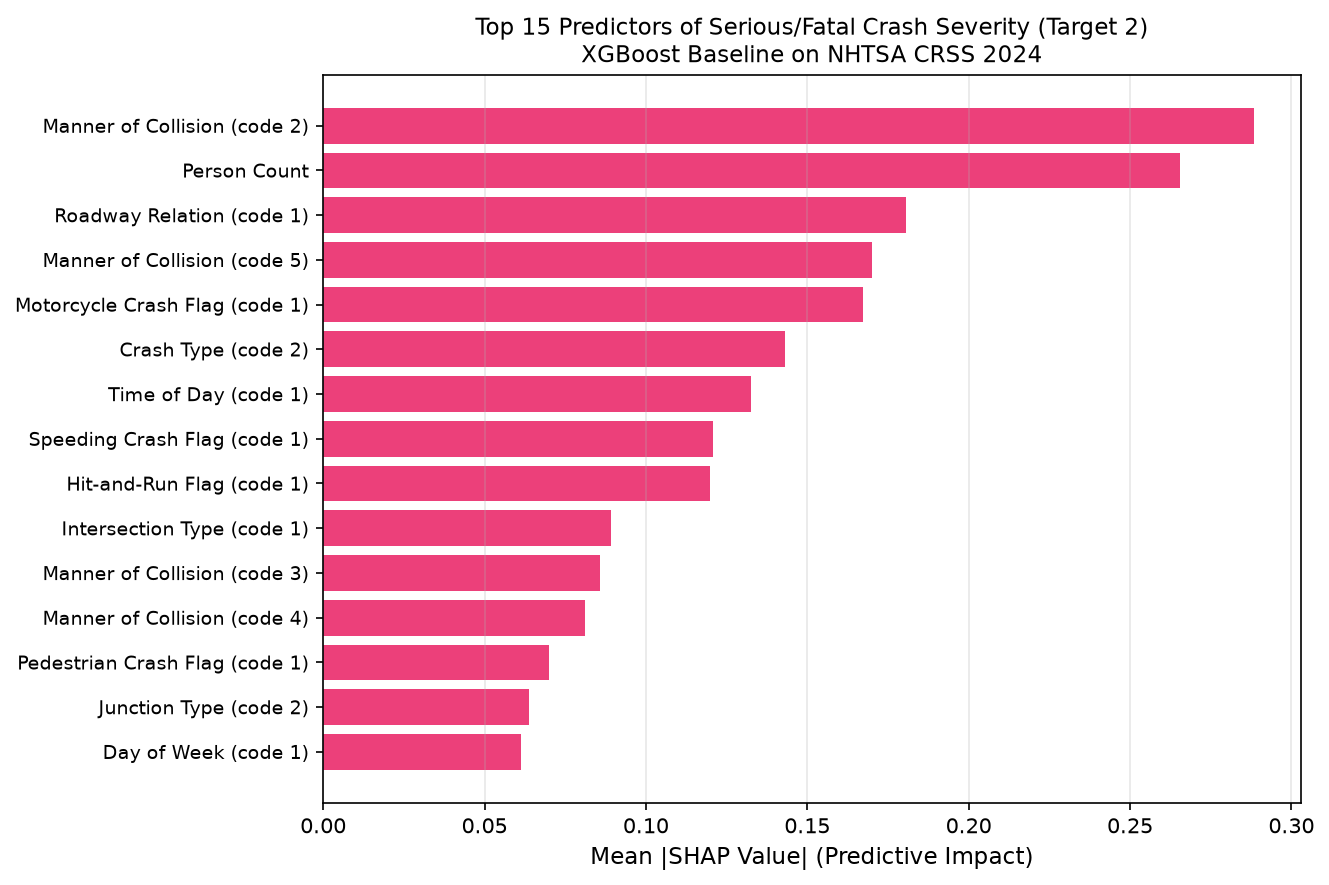 Top 15 Predictors of Serious/Fatal Crash Severity (Target 2)
XGBoost Baseline on NHTSA CRSS 2024
Manner of Collision (code 2)
Person Count
Roadway Relation (code 1)
Manner of Collision (code 5)
Motorcycle Crash Flag (code 1)
Crash Type (code 2)
Time of Day (code 1)
Speeding Crash Flag (code 1)
Hit-and-Run Flag (code 1)
Intersection Type (code 1)
Manner of Collision (code 3)
Manner of Collision (code 4)
Pedestrian Crash Flag (code 1)
Junction Type (code 2)
Day of Week (code 1)
0.00 0.05 0.10 0.15 0.20 0.25 0.30
Mean |SHAP Value| (Predictive Impact)